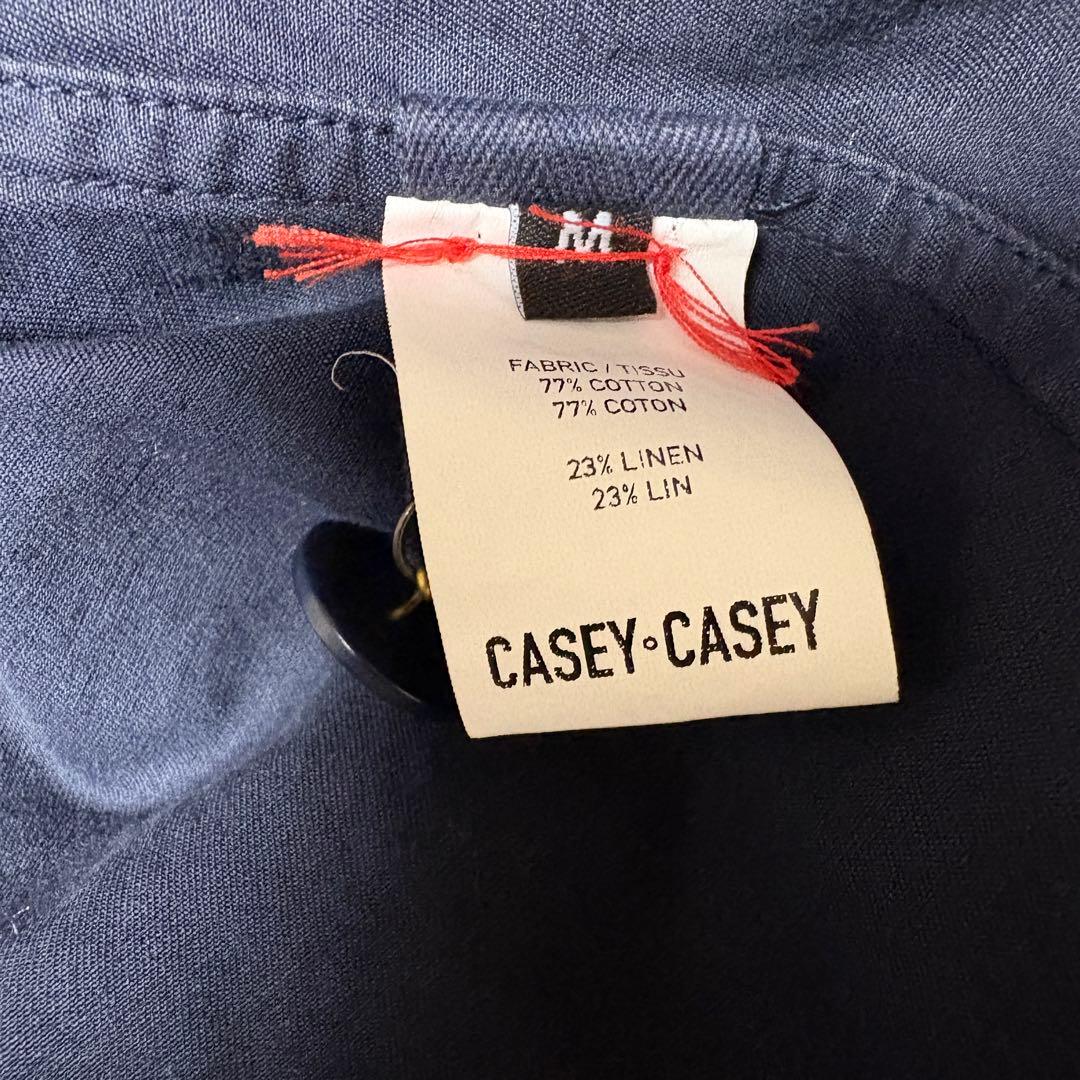 M
FABRIC / TISSU
77% COTTON
77% COTON
23% LINEN
23% LIN
CASEY°CASEY